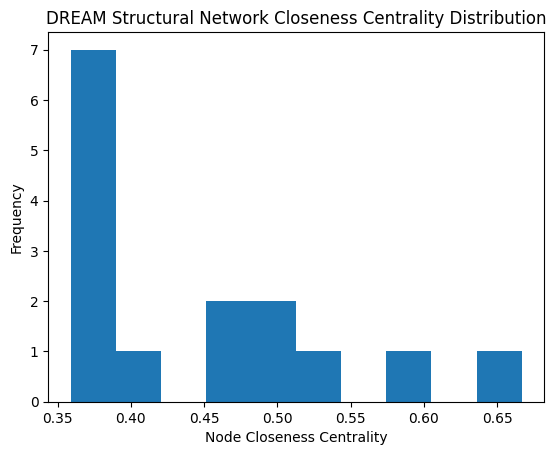 DREAM Structural Network Closeness Centrality Distribution
7
6
5
4
3
2
1
0
Frequency
0.35 0.40 0.45 0.50 0.55 0.60 0.65
Node Closeness Centrality